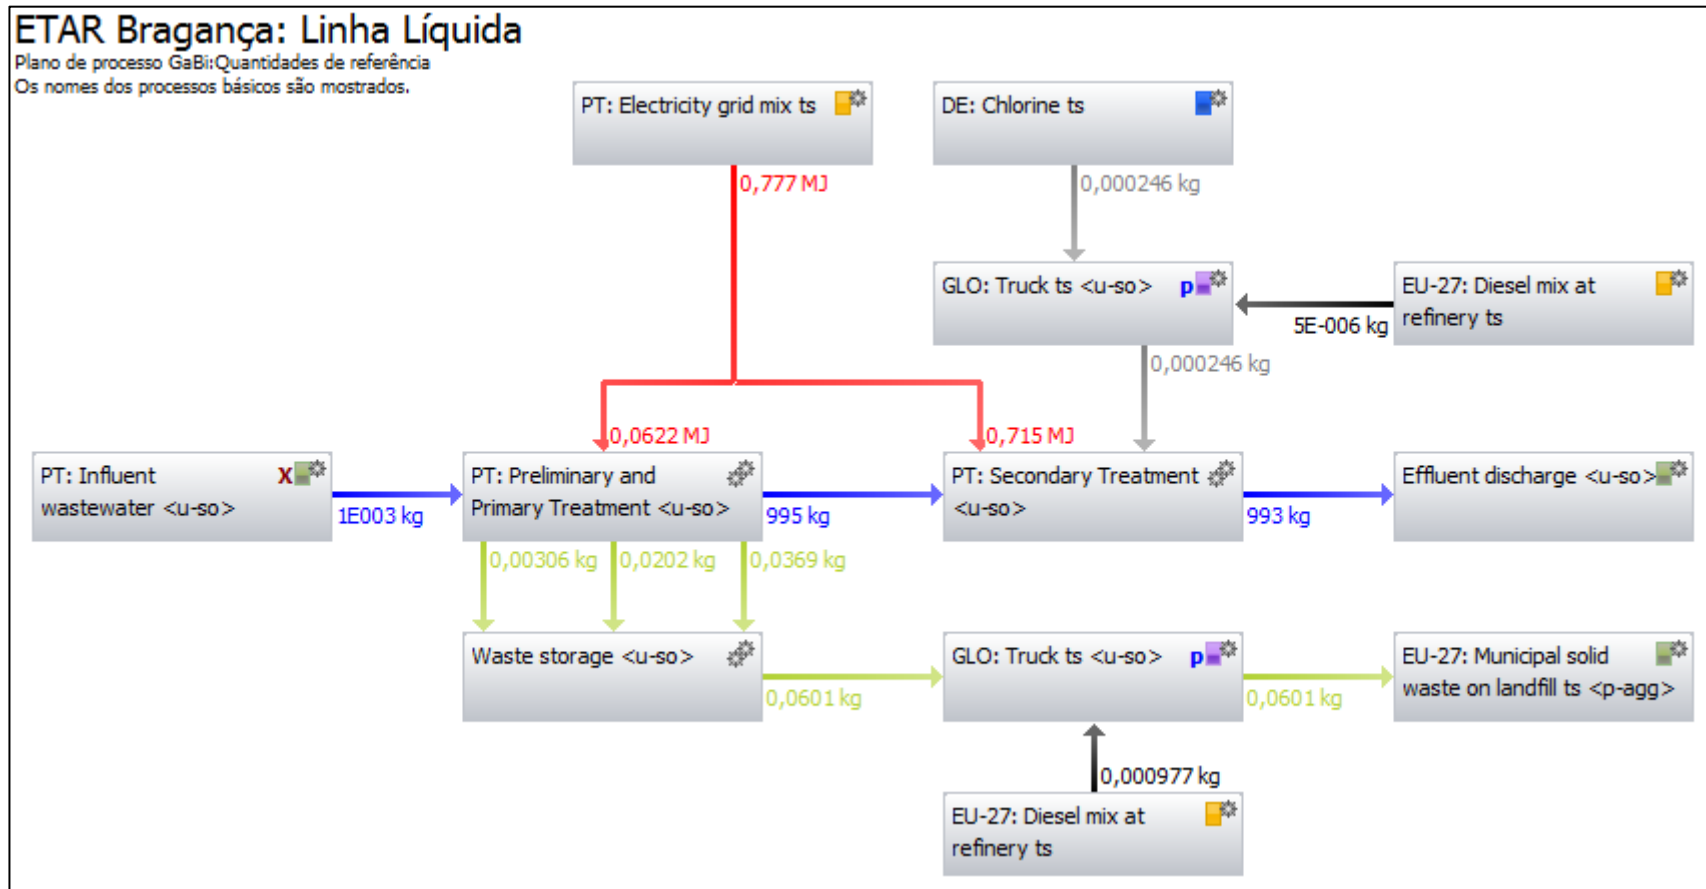 ETAR Bragança: Linha Líquida
Plano de processo GaBi:Quantidades de referência
Os nomes dos processos básicos são mostrados.
PT: Electricity grid mix ts
DE: Chlorine ts
0,777 MJ
0,000246 kg
GLO: Truck ts <u-so> p
EU-27: Diesel mix at
refinery ts
5E-006 kg
0,000246 kg
0,0622 MJ
0,715 MJ
PT: Influent
wastewater <u-so>
X
1E003 kg
PT: Preliminary and
Primary Treatment <u-so>
995 kg
PT: Secondary Treatment
<u-so>
993 kg
Effluent discharge <u-so>
0,00306 kg
0,0202 kg
0,0369 kg
Waste storage <u-so>
0,0601 kg
GLO: Truck ts <u-so> p
0,0601 kg
EU-27: Municipal solid
waste on landfill ts <p-agg>
0,000977 kg
EU-27: Diesel mix at
refinery ts